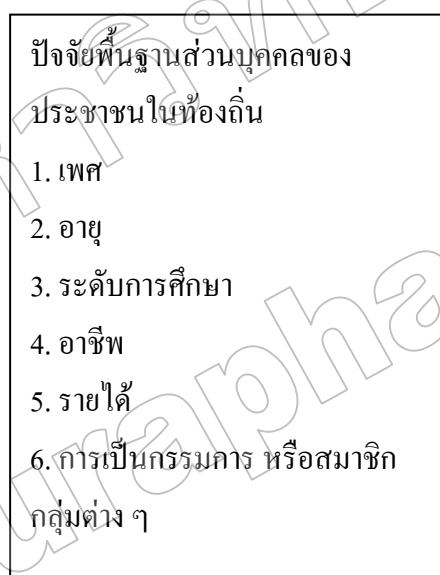 ปัจจัยพื้นฐานส่วนบุคคลของ
ประชาชนในท้องถิ่น
1. เพศ
2. อายุ
3. ระดับการศึกษา
4. อาชีพ
5. รายได้
6. การเป็นกรรมการ หรือสมาชิก
กลุ่มต่าง ๆ